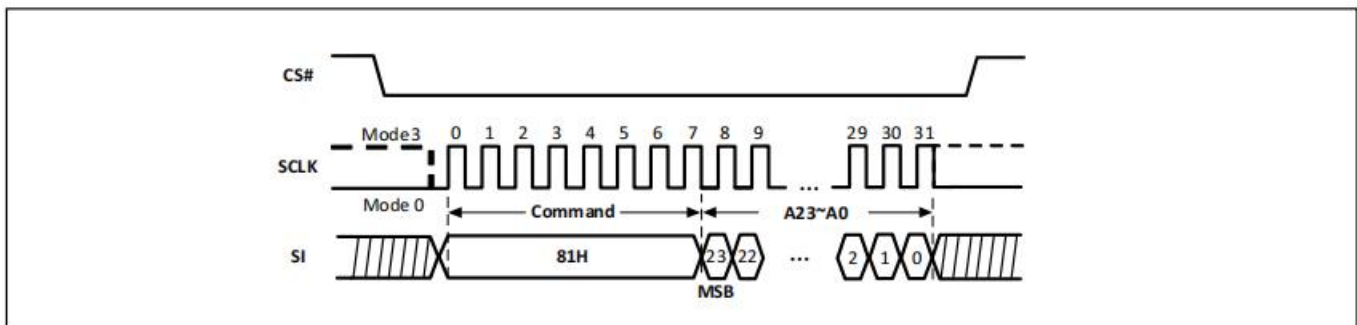 CS#
Mode3 0 1 2 3 4 5 6 7 8 9 29 30 31
SCLK ...
Mode 0 Command A23~A0
SI 81H 23 22 ... 2 1 0
MSB